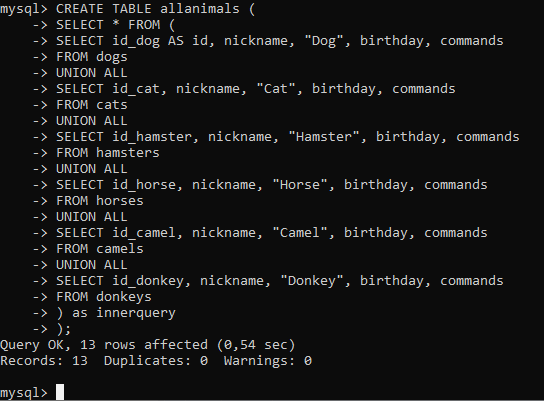 mysql> CREATE TABLE allanimals (
    -> SELECT * FROM (
    -> SELECT id_dog AS id, nickname, "Dog", birthday, commands
    -> FROM dogs
    -> UNION ALL
    -> SELECT id_cat, nickname, "Cat", birthday, commands
    -> FROM cats
    -> UNION ALL
    -> SELECT id_hamster, nickname, "Hamster", birthday, commands
    -> FROM hamsters
    -> UNION ALL
    -> SELECT id_horse, nickname, "Horse", birthday, commands
    -> FROM horses
    -> UNION ALL
    -> SELECT id_camel, nickname, "Camel", birthday, commands
    -> FROM camels
    -> UNION ALL
    -> SELECT id_donkey, nickname, "Donkey", birthday, commands
    -> FROM donkeys
    -> ) as innerquery
    -> );
Query OK, 13 rows affected (0,54 sec)
Records: 13  Duplicates: 0  Warnings: 0
mysql>